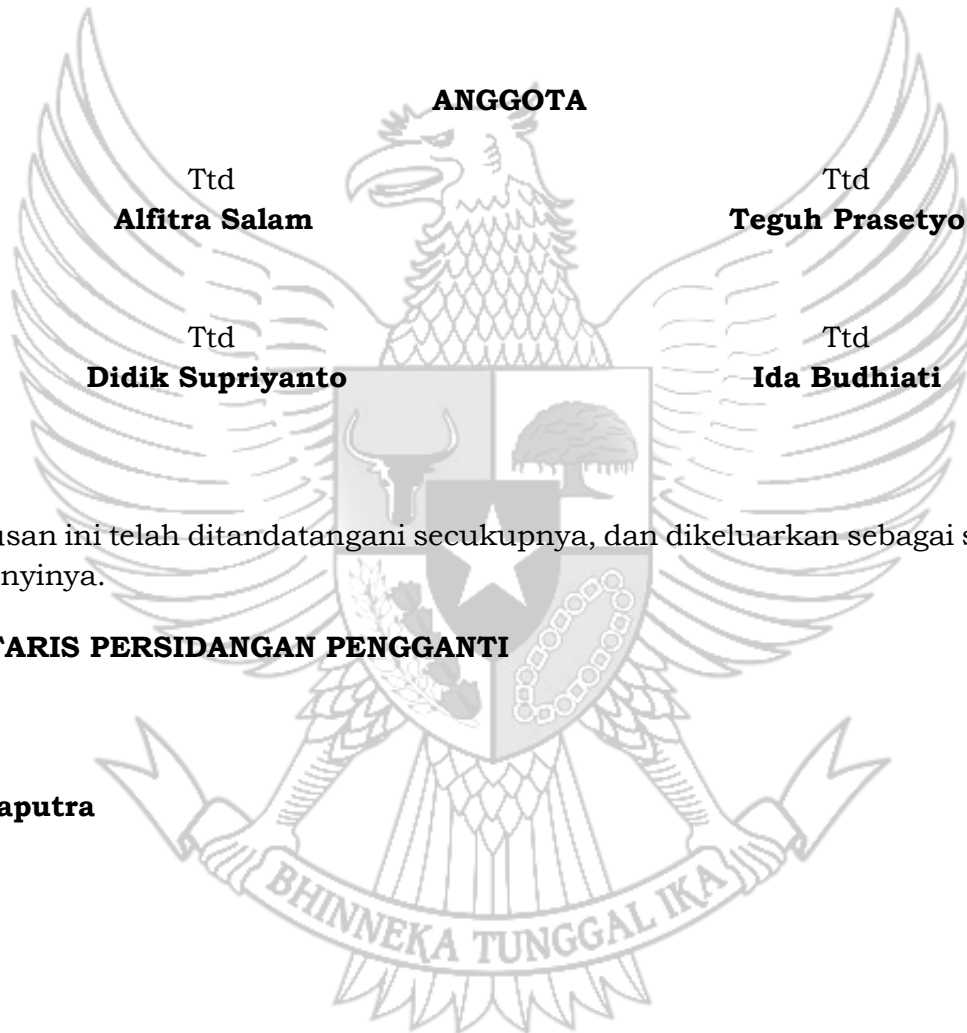 ANGGOTA
Ttd Ttd
Alfitra Salam Teguh Prasetyo
Ttd Ttd
Didik Supriyanto Ida Budhiati
usan ini telah ditandatangani secukupnya, dan dikeluarkan sebagai s
nyinya.
TARIS PERSIDANGAN PENGGANTI
aputra
BHINNEKA TUNGGAL IKA